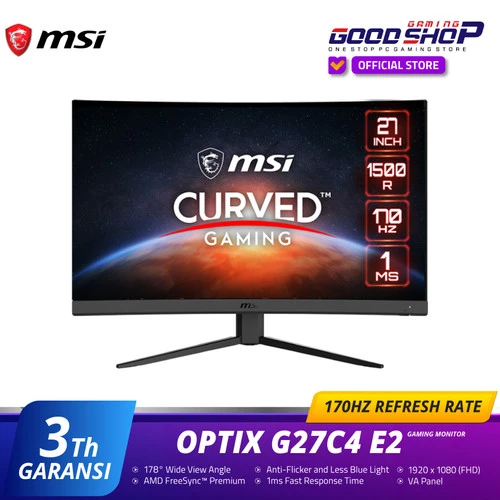 msi
GAMING
GOODSHOP
ONE STOP PC GAMING STORE
OFFICIAL STORE
msi
CURVED™
GAMING
27
INCH
1500
R
170
HZ
1
MS
msi
170HZ REFRESH RATE
3Th
GARANSI
OPTIX G27C4 E2 GAMING MONITOR
• 178° Wide View Angle
• Anti-Flicker and Less Blue Light
• 1920 x 1080 (FHD)
• AMD FreeSync™ Premium
• 1ms Fast Response Time
• VA Panel